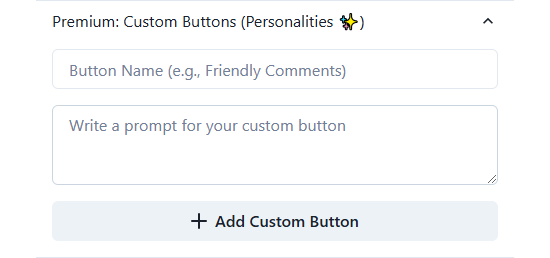 Premium: Custom Buttons (Personalities ✨)
Button Name (e.g., Friendly Comments)
Write a prompt for your custom button
+ Add Custom Button